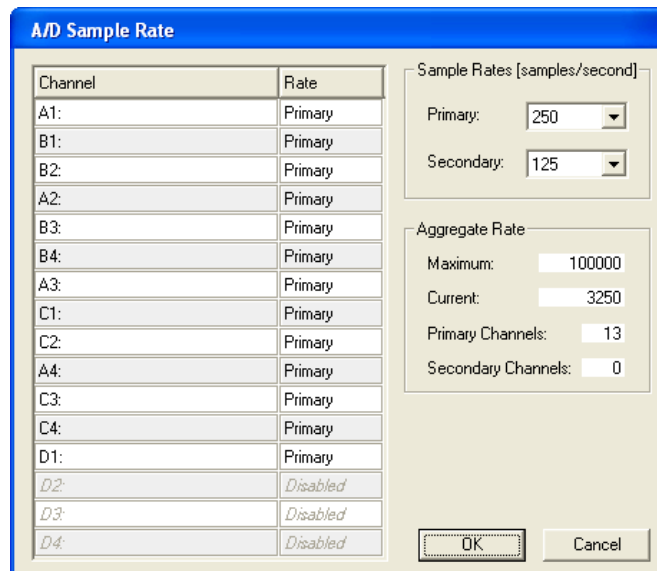 A/D Sample Rate
Channel Rate
A1: Primary
B1: Primary
B2: Primary
A2: Primary
B3: Primary
B4: Primary
A3: Primary
C1: Primary
C2: Primary
A4: Primary
C3: Primary
C4: Primary
D1: Primary
D2: Disabled
D3: Disabled
D4: Disabled
Sample Rates [samples/second]
Primary: 250
Secondary: 125
Aggregate Rate
Maximum: 100000
Current: 3250
Primary Channels: 13
Secondary Channels: 0
OK Cancel